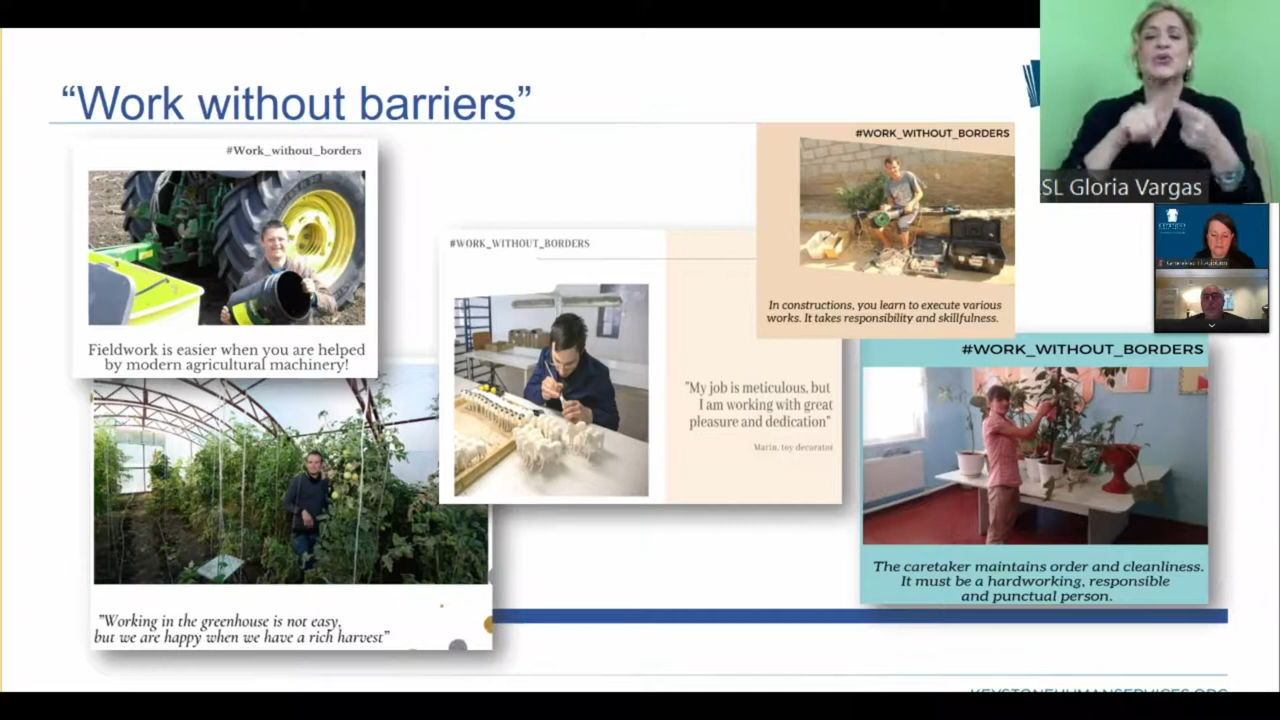 “Work without barriers”
#Work_without_borders
Fieldwork is easier when you are helped
by modern agricultural machinery!
"Working in the greenhouse is not easy,
but we are happy when we have a rich harvest"
#WORK_WITHOUT_BORDERS
"My job is meticulous, but
I am working with great
pleasure and dedication"
Marin, toy decorator
#WORK_WITHOUT_BORDERS
In constructions, you learn to execute various
works. It takes responsibility and skillfulness.
#WORK_WITHOUT_BORDERS
The caretaker maintains order and cleanliness.
It must be a hardworking, responsible
and punctual person.
SL Gloria Vargas
KEYSTONEHUMANSERVICES.ORG